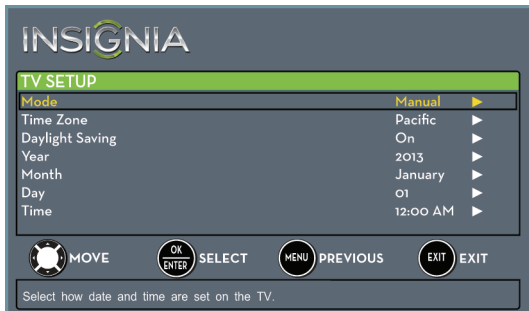 INSIGNIA
TV SETUP
Mode Manual
Time Zone Pacific
Daylight Saving On
Year 2013
Month January
Day 01
Time 12:00 AM
MOVE OK ENTER SELECT MENU PREVIOUS EXIT EXIT
Select how date and time are set on the TV.